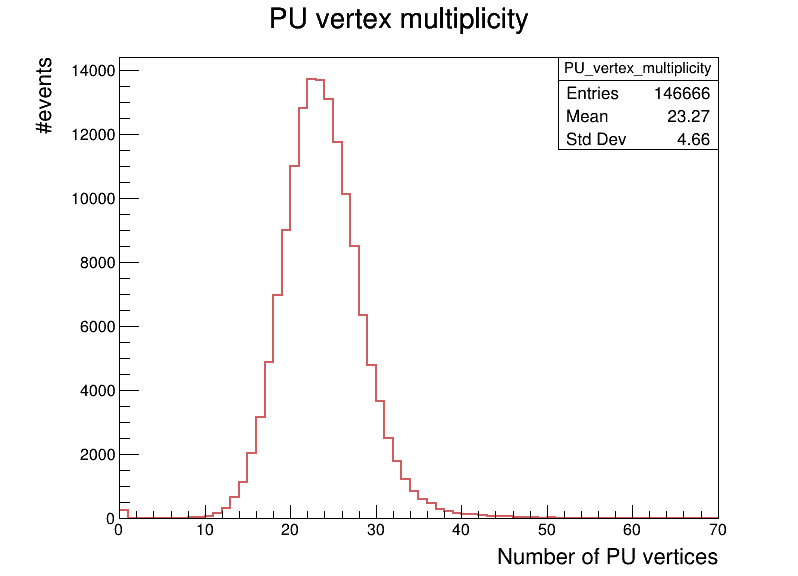 PU vertex multiplicity
#events
14000
12000
10000
8000
6000
4000
2000
0
PU_vertex_multiplicity
Entries 146666
Mean 23.27
Std Dev 4.66
0 10 20 30 40 50 60 70
Number of PU vertices